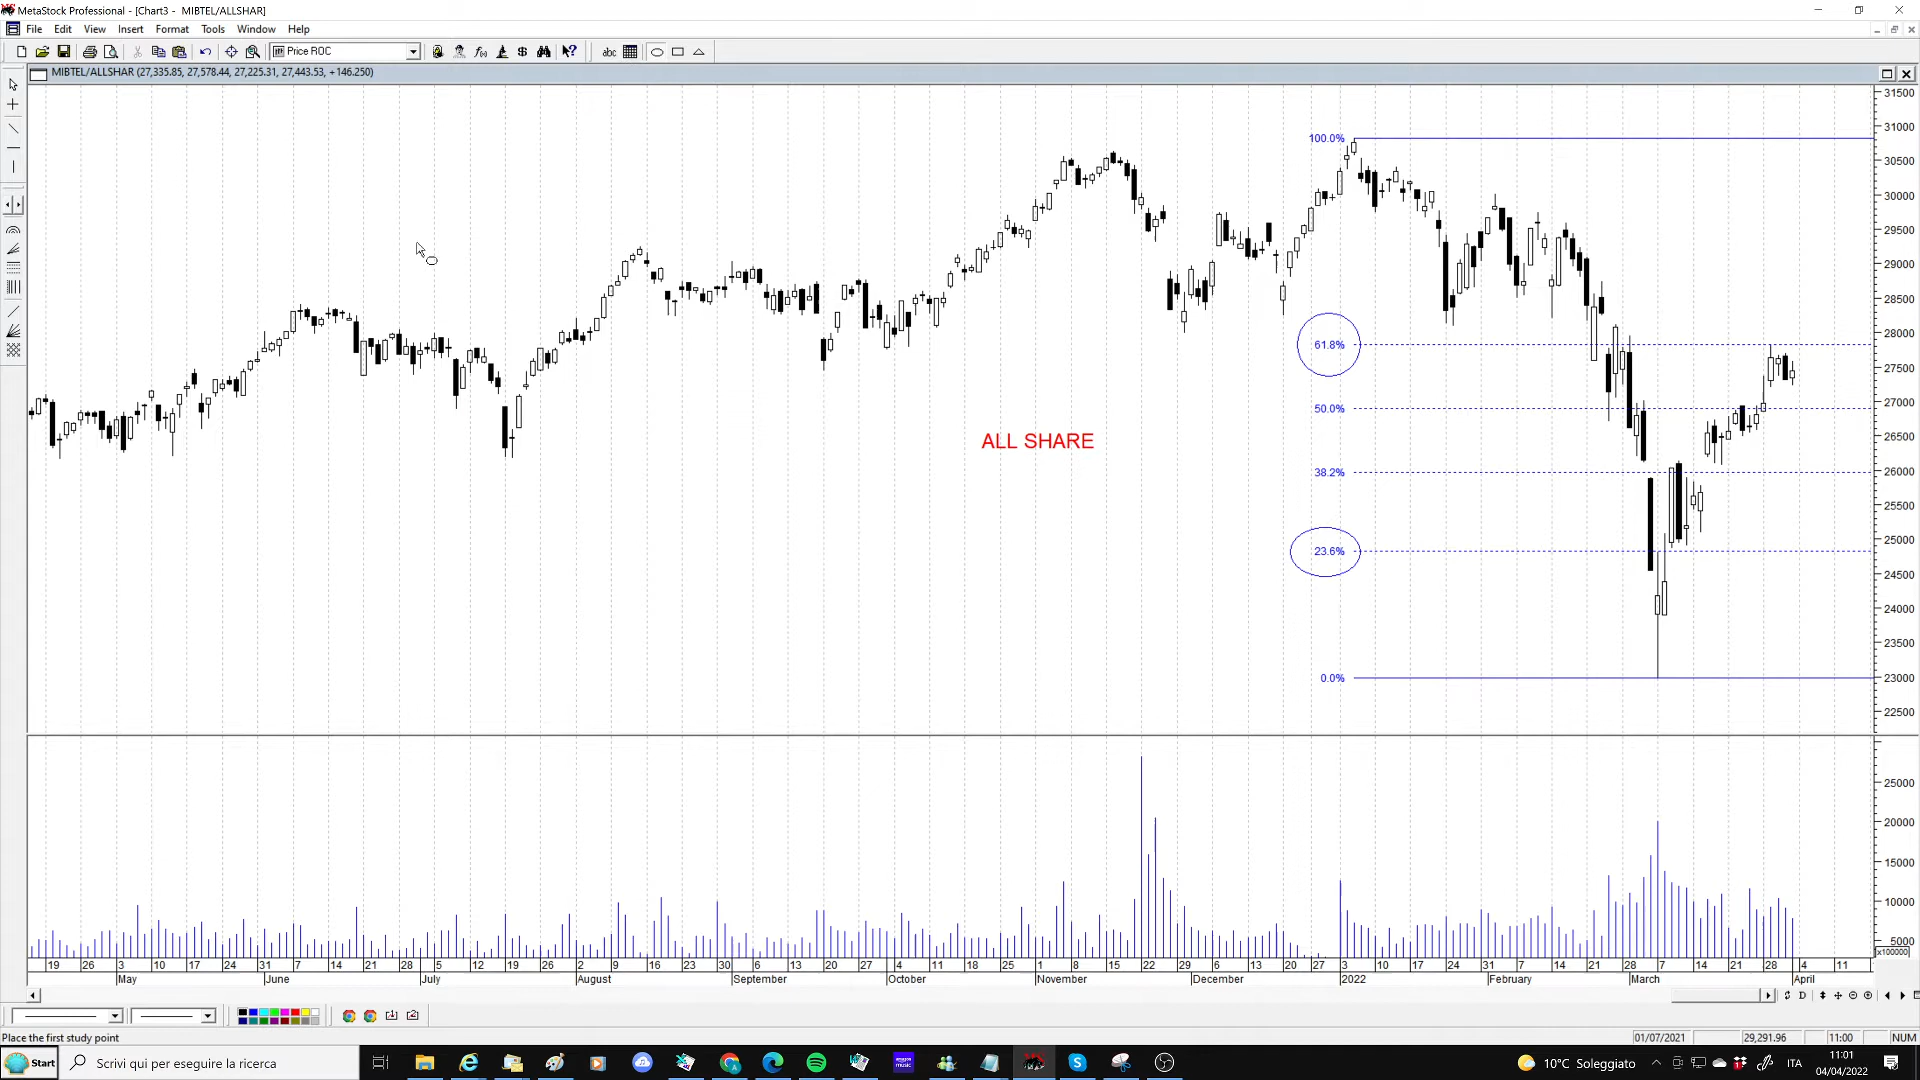 MetaStock Professional - [Chart3 - MIBTEL/ALLSHAR]
File Edit View Insert Format Tools Window Help
Price ROC
abc
MIBTEL/ALLSHAR (27,335.85, 27,578.44, 27,225.31, 27,443.53, +146.250)
31500
31000
30500
30000
29500
29000
28500
28000
27500
27000
26500
26000
25500
25000
24500
24000
23500
23000
22500
100.0%
61.8%
50.0%
38.2%
23.6%
0.0%
ALL SHARE
25000
20000
15000
10000
5000
x100000
19 26 3 10 17 24 31 7 14 21 28 5 12 19 26 2 9 16 23 30 6 13 20 27 4 11 18 25 1 8 15 22 29 6 13 20 27 3 10 17 24 31 7 14 21 28 7 14 21 28 4 11
May June July August September October November December 2022 February March April
D
Place the first study point
01/07/2021 29,291.96 11:00 NUM
Start
Scrivi qui per eseguire la ricerca
amazon music
10°C Soleggiato
ITA
11:01
04/04/2022